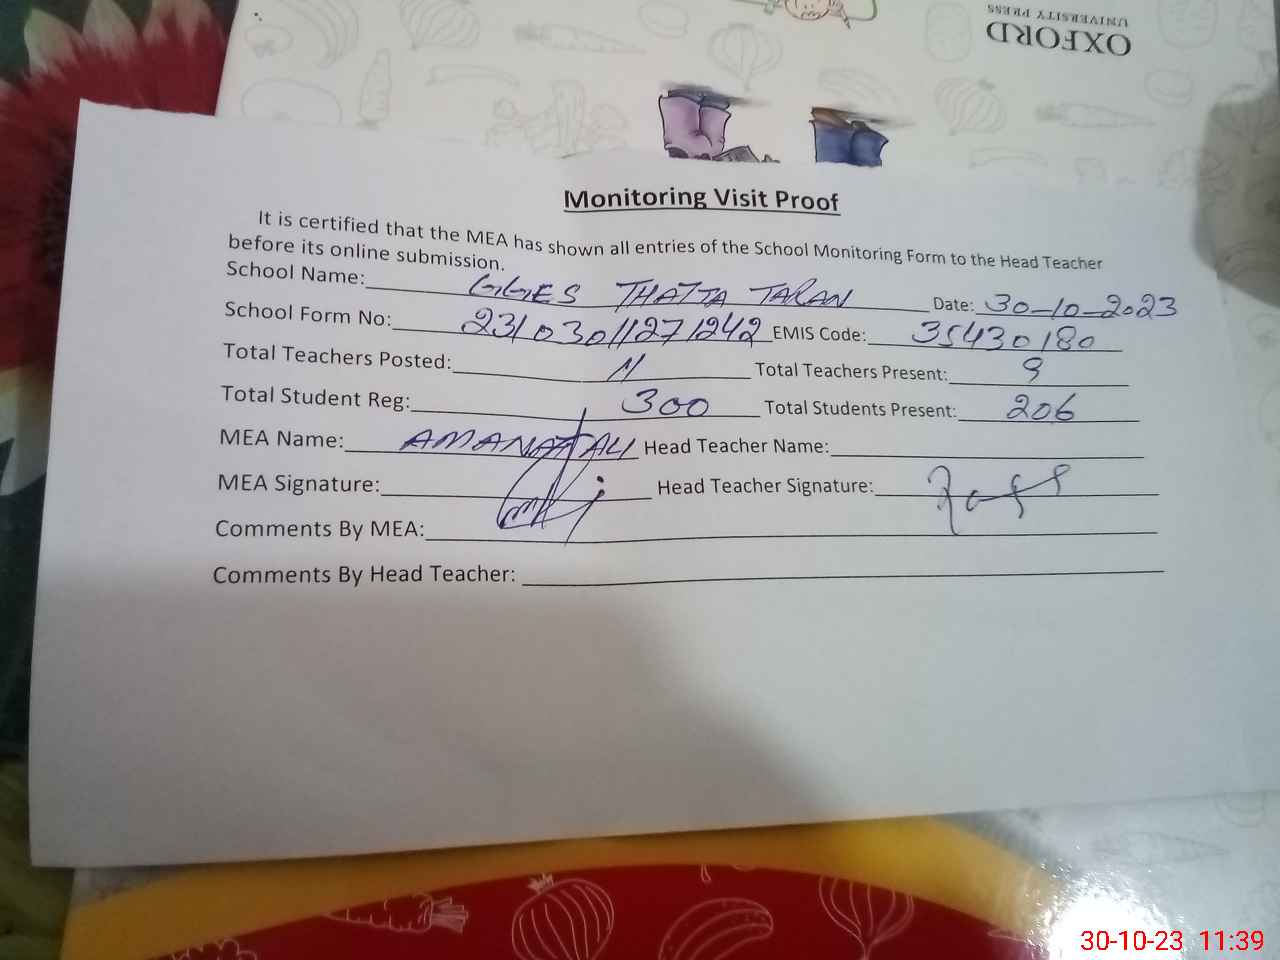 OXFORD
UNIVERSITY PRESS
Monitoring Visit Proof
It is certified that the MEA has shown all entries of the School Monitoring Form to the Head Teacher
before its online submission.
School Name: GGES THATTA TARAN Date: 30-10-2023
School Form No: 23103011271242 EMIS Code: 35430180
Total Teachers Posted: 11 Total Teachers Present: 9
Total Student Reg: 300 Total Students Present: 206
MEA Name: AMANAT ALI Head Teacher Name:
MEA Signature: Head Teacher Signature:
Comments By MEA:
Comments By Head Teacher:
30-10-23 11:39